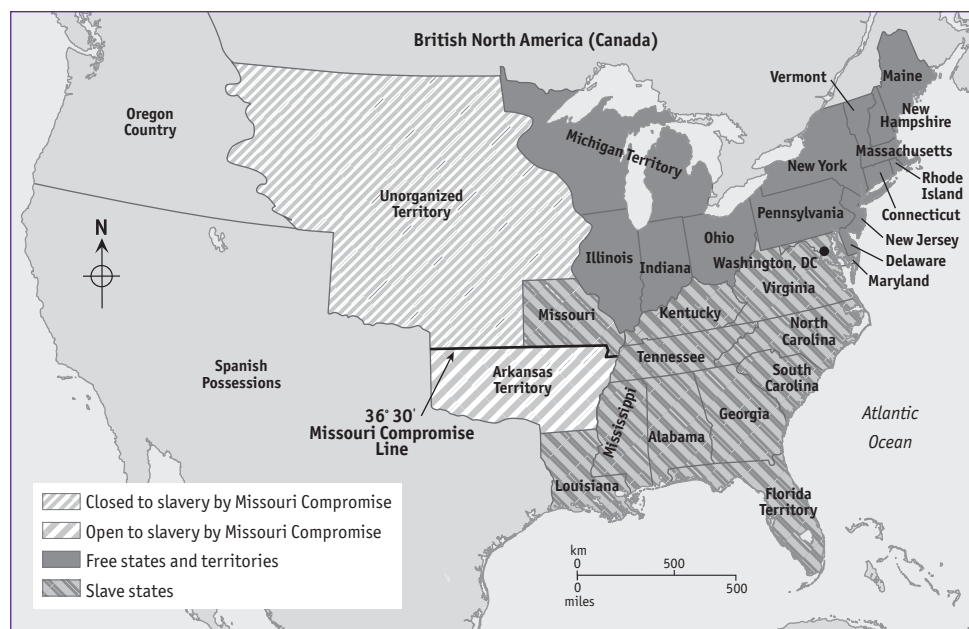 British North America (Canada)
Oregon
Country
Unorganized
Territory
Michigan Territory
Vermont
Maine
New
Hampshire
Massachusetts
New York
Rhode
Island
Connecticut
Pennsylvania
New Jersey
Delaware
Maryland
N
Illinois
Indiana
Ohio
Washington, DC
Virginia
Missouri
Kentucky
North
Carolina
Tennessee
South
Carolina
Arkansas
Territory
Spanish
Possessions
36° 30'
Missouri Compromise
Line
Mississippi
Alabama
Georgia
Atlantic
Ocean
Louisiana
Florida
Territory
Closed to slavery by Missouri Compromise
Open to slavery by Missouri Compromise
Free states and territories
Slave states
km
0 500
0 500
miles